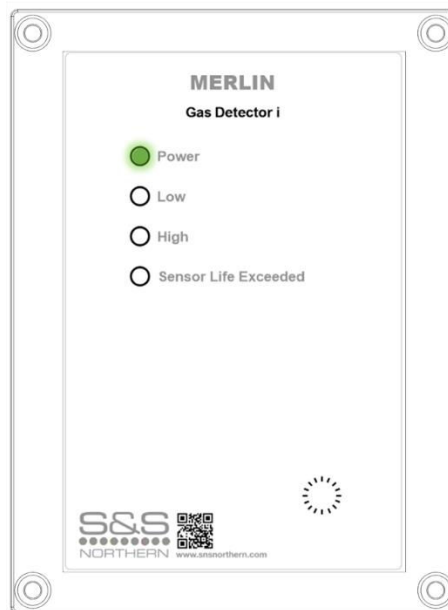 MERLIN
Gas Detector i
Power
Low
High
Sensor Life Exceeded
S&S
NORTHERN www.snsnorthern.com